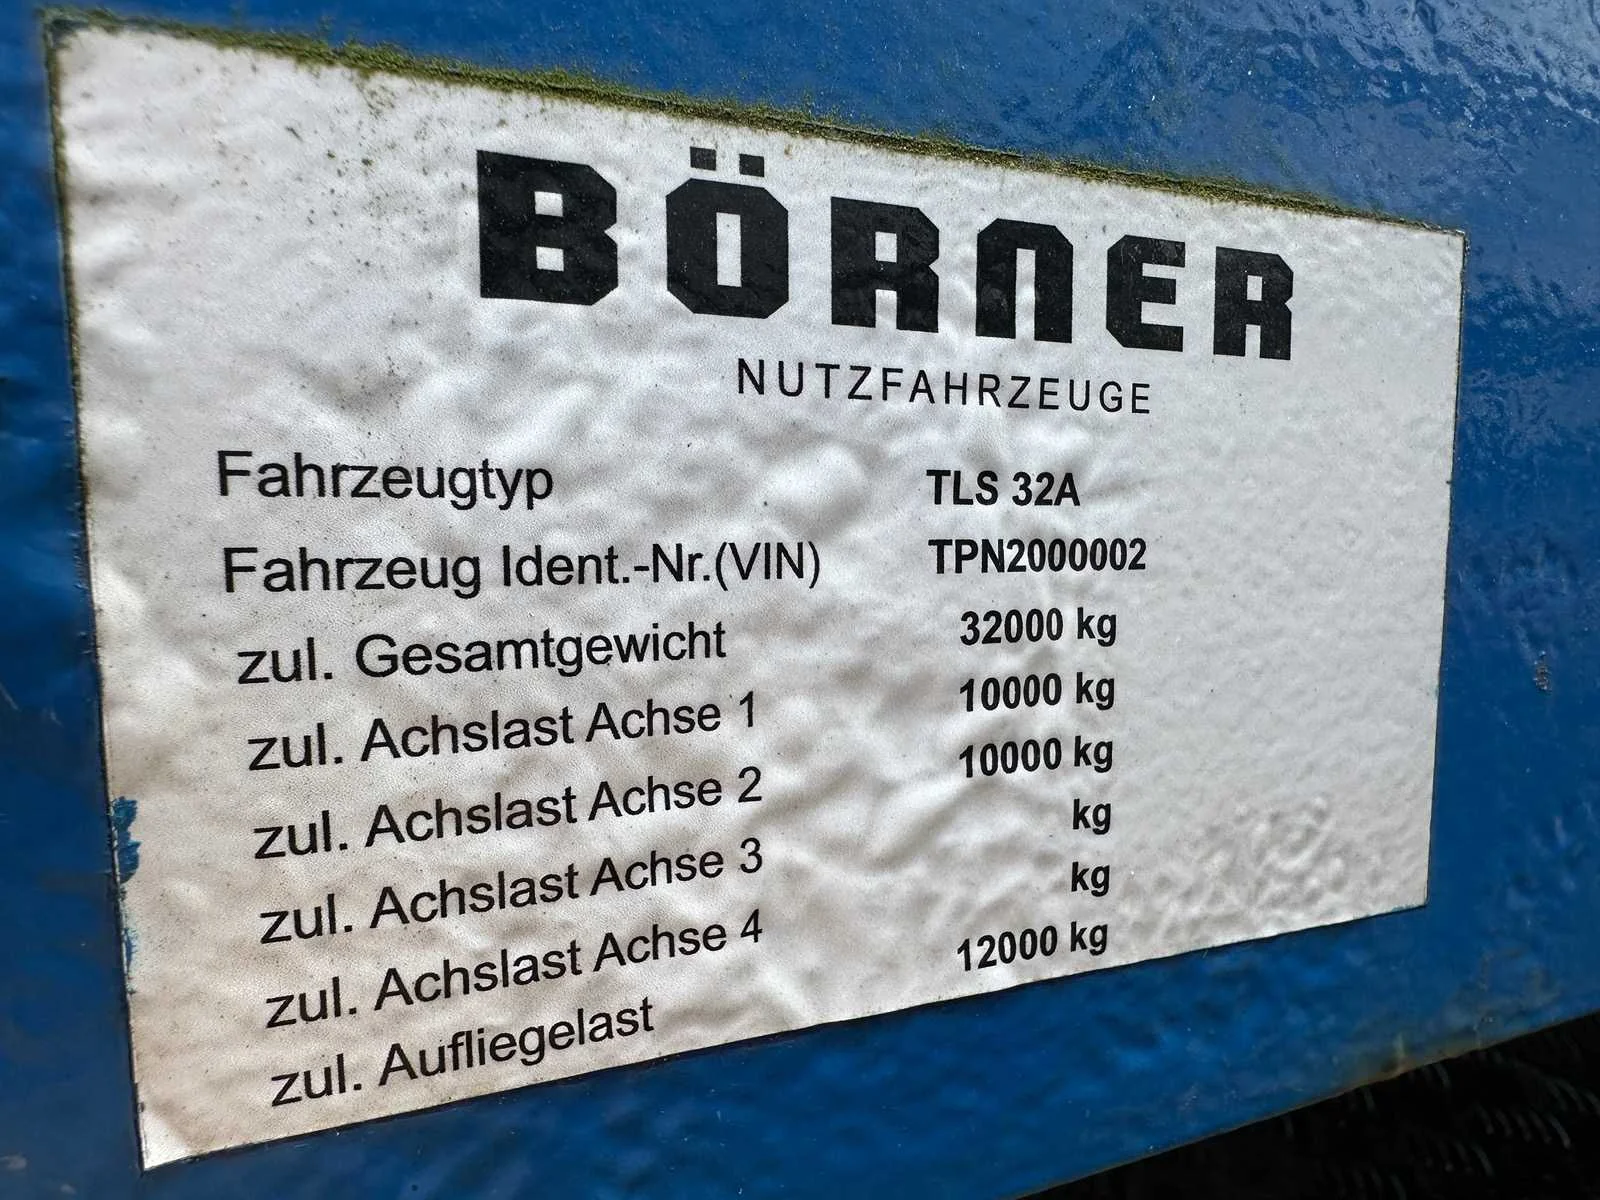 BÖRNER
NUTZFAHRZEUGE
Fahrzeugtyp TLS 32A
Fahrzeug Ident.-Nr.(VIN) TPN2000002
zul. Gesamtgewicht 32000 kg
zul. Achslast Achse 1 10000 kg
zul. Achslast Achse 2 10000 kg
zul. Achslast Achse 3 kg
zul. Achslast Achse 4 kg
zul. Aufliegelast 12000 kg